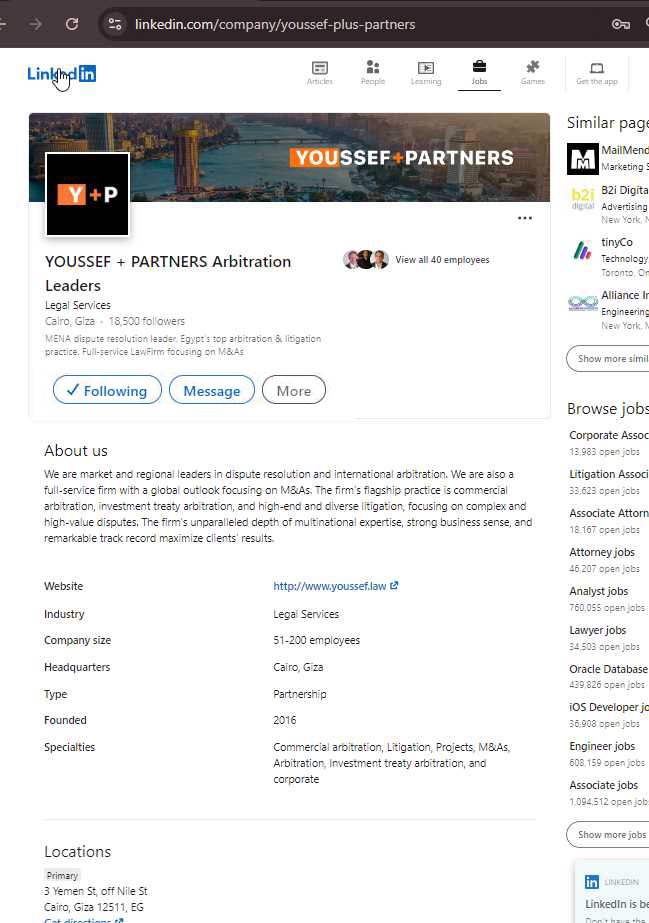 linkedin.com/company/youssef-plus-partners
Linked in
Articles
People
Learning
Jobs
Games
Get the app
YOUSSEF+PARTNERS
Y+P
YOUSSEF + PARTNERS Arbitration
Leaders
View all 40 employees
Legal Services
Cairo, Giza · 18,500 followers
MENA dispute resolution leader. Egypt's top arbitration & litigation
practice. Full-service LawFirm focusing on M&As
Following
Message
More
About us
We are market and regional leaders in dispute resolution and international arbitration. We are also a
full-service firm with a global outlook focusing on M&As. The firm's flagship practice is commercial
arbitration, investment treaty arbitration, and high-end and diverse litigation, focusing on complex and
high-value disputes. The firm's unparalleled depth of multinational expertise, strong business sense, and
remarkable track record maximize clients' results.
Website
http://www.youssef.law
Industry
Legal Services
Company size
51-200 employees
Headquarters
Cairo, Giza
Type
Partnership
Founded
2016
Specialties
Commercial arbitration, Litigation, Projects, M&As,
Arbitration, Investment treaty arbitration, and
corporate
Locations
Primary
3 Yemen St, off Nile St
Cairo, Giza 12511, EG
Get directions
Similar page
MailMend
Marketing S
b2i
digital
B2i Digita
Advertising
New York, N
tinyCo
Technology
Toronto, On
Alliance In
Engineering
New York, N
Show more simil
Browse jobs
Corporate Assoc
13,983 open jobs
Litigation Associ
33,623 open jobs
Associate Attorn
18,167 open jobs
Attorney jobs
46,207 open jobs
Analyst jobs
760,055 open jobs
Lawyer jobs
34,503 open jobs
Oracle Database
439,826 open jobs
iOS Developer jo
36,908 open jobs
Engineer jobs
608,159 open jobs
Associate jobs
1,094,512 open jobs
Show more jobs
in LINKEDIN
LinkedIn is be
Don't have the